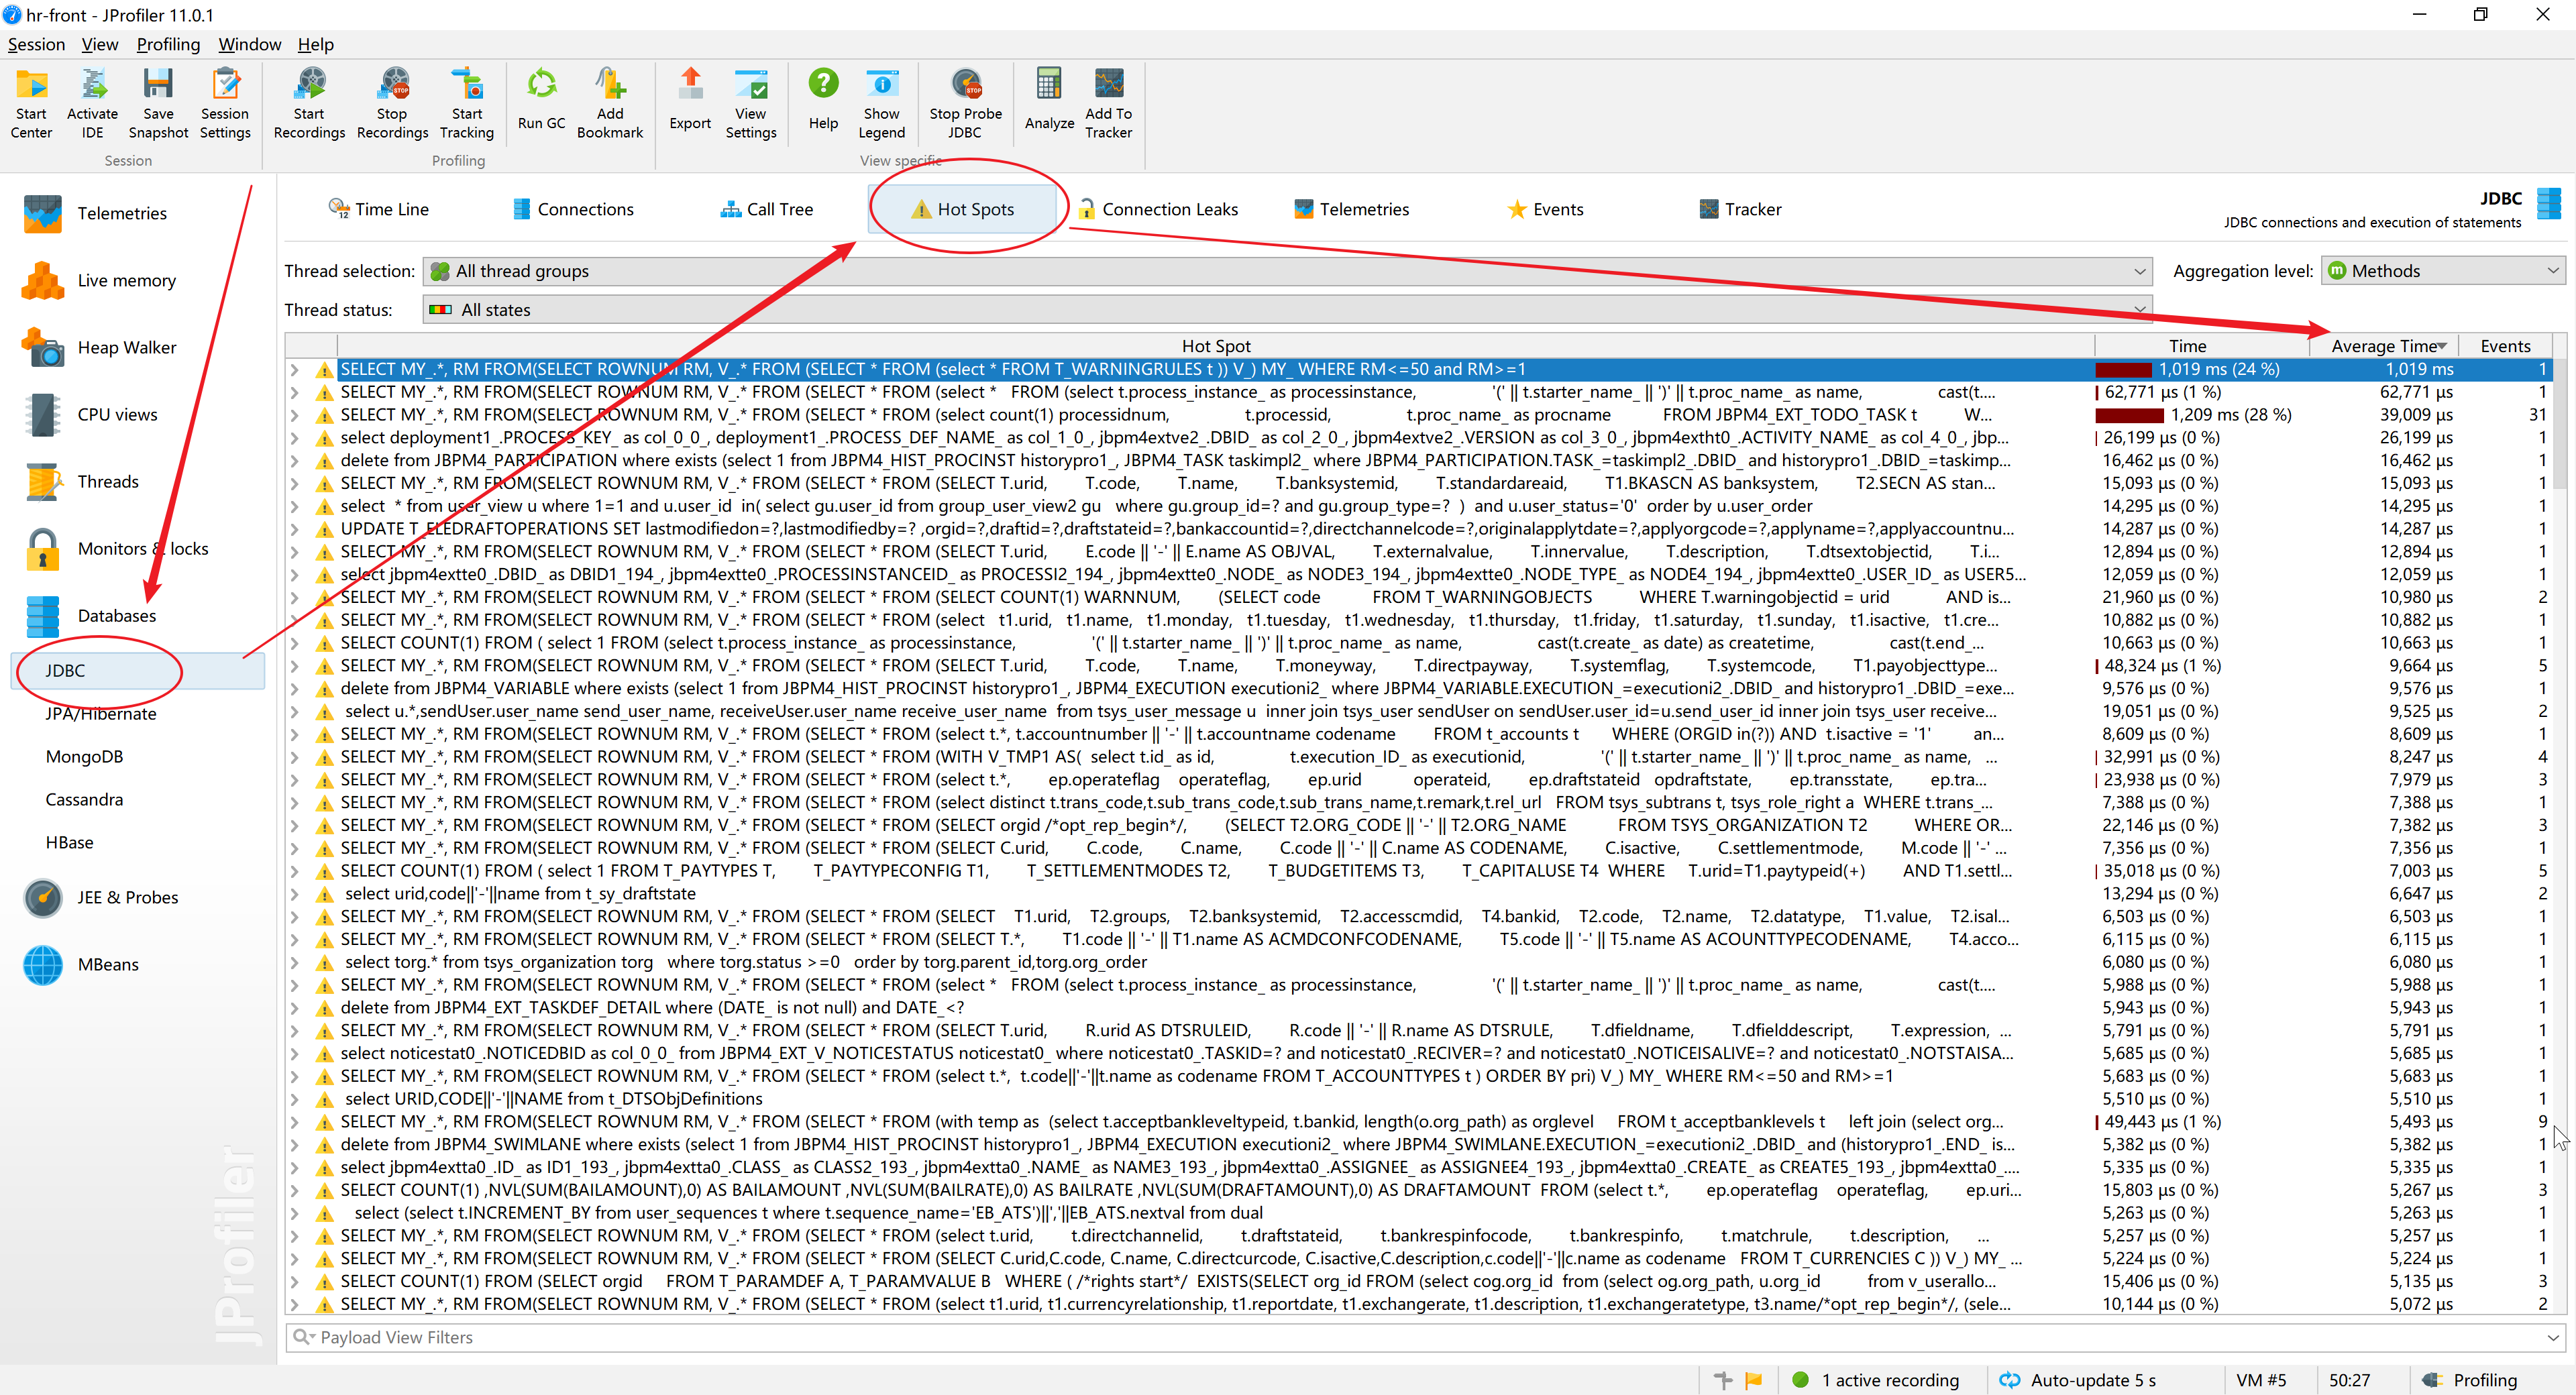 hr-front - JProfiler 11.0.1
Session View Profiling Window Help
Start Center
Activate IDE
Save Snapshot
Session Settings
Start Recordings
Stop Recordings
Start Tracking
Run GC
Add Bookmark
Export
View Settings
Help
Show Legend
Stop Probe JDBC
Analyze
Add To Tracker
Session
Profiling
View specific
Telemetries
Live memory
Heap Walker
CPU views
Threads
Monitors & locks
Databases
JDBC
JPA/Hibernate
MongoDB
Cassandra
HBase
JEE & Probes
MBeans
JProfiler
Time Line Connections Call Tree Hot Spots Connection Leaks Telemetries Events Tracker
JDBC
JDBC connections and execution of statements
Thread selection: All thread groups Aggregation level: Methods
Thread status: All states
Hot Spot Time Average Time Events
SELECT MY_.*, RM FROM(SELECT ROWNUM RM, V_.* FROM (SELECT * FROM (select * FROM T_WARNINGRULES t )) V_) MY_ WHERE RM<=50 and RM>=1 1,019 ms (24 %) 1,019 ms 1
SELECT MY_.*, RM FROM(SELECT ROWNUM RM, V_.* FROM (SELECT * FROM (select * FROM (select t.process_instance_ as processinstance, '(' || t.starter_name_ || ')' || t.proc_name_ as name, cast(t.... 62,771 µs (1 %) 62,771 µs 1
SELECT MY_.*, RM FROM(SELECT ROWNUM RM, V_.* FROM (SELECT * FROM (select count(1) processidnum, t.processid, t.proc_name_ as procname FROM JBPM4_EXT_TODO_TASK t W... 1,209 ms (28 %) 39,009 µs 31
select deployment1_.PROCESS_KEY_ as col_0_0_, deployment1_.PROCESS_DEF_NAME_ as col_1_0_, jbpm4extve2_.DBID_ as col_2_0_, jbpm4extve2_.VERSION as col_3_0_, jbpm4extht0_.ACTIVITY_NAME_ as col_4_0_, jbp... 26,199 µs (0 %) 26,199 µs 1
delete from JBPM4_PARTICIPATION where exists (select 1 from JBPM4_HIST_PROCINST historypro1_, JBPM4_TASK taskimpl2_ where JBPM4_PARTICIPATION.TASK_=taskimpl2_.DBID_ and historypro1_.DBID_=taskimp... 16,462 µs (0 %) 16,462 µs 1
SELECT MY_.*, RM FROM(SELECT ROWNUM RM, V_.* FROM (SELECT * FROM (SELECT T.urid, T.code, T.name, T.banksystemid, T.standardareaid, T1.BKASCN AS banksystem, T2.SECN AS stan... 15,093 µs (0 %) 15,093 µs 1
select * from user_view u where 1=1 and u.user_id in( select gu.user_id from group_user_view2 gu where gu.group_id=? and gu.group_type=? ) and u.user_status='0' order by u.user_order 14,295 µs (0 %) 14,295 µs 1
UPDATE T_ELEDRAFTOPERATIONS SET lastmodifiedon=?,lastmodifiedby=? ,orgid=?,draftid=?,draftstateid=?,bankaccountid=?,directchannelcode=?,originalapplytdate=?,applyorgcode=?,applyname=?,applyaccountnu... 14,287 µs (0 %) 14,287 µs 1
SELECT MY_.*, RM FROM(SELECT ROWNUM RM, V_.* FROM (SELECT * FROM (SELECT T.urid, E.code || '-' || E.name AS OBJVAL, T.externalvalue, T.innervalue, T.description, T.dtsextobjectid, T.i... 12,894 µs (0 %) 12,894 µs 1
select jbpm4extte0_.DBID_ as DBID1_194_, jbpm4extte0_.PROCESSINSTANCEID_ as PROCESSI2_194_, jbpm4extte0_.NODE_ as NODE3_194_, jbpm4extte0_.NODE_TYPE_ as NODE4_194_, jbpm4extte0_.USER_ID_ as USER5... 12,059 µs (0 %) 12,059 µs 1
SELECT MY_.*, RM FROM(SELECT ROWNUM RM, V_.* FROM (SELECT * FROM (SELECT COUNT(1) WARNNUM, (SELECT code FROM T_WARNINGOBJECTS WHERE T.warningobjectid = urid AND is... 21,960 µs (0 %) 10,980 µs 2
SELECT MY_.*, RM FROM(SELECT ROWNUM RM, V_.* FROM (SELECT * FROM (select t1.urid, t1.name, t1.monday, t1.tuesday, t1.wednesday, t1.thursday, t1.friday, t1.saturday, t1.sunday, t1.isactive, t1.cre... 10,882 µs (0 %) 10,882 µs 1
SELECT COUNT(1) FROM ( select 1 FROM (select t.process_instance_ as processinstance, '(' || t.starter_name_ || ')' || t.proc_name_ as name, cast(t.create_ as date) as createtime, cast(t.end_... 10,663 µs (0 %) 10,663 µs 1
SELECT MY_.*, RM FROM(SELECT ROWNUM RM, V_.* FROM (SELECT * FROM (SELECT T.urid, T.code, T.name, T.moneyway, T.directpayway, T.systemflag, T.systemcode, T1.payobjecttype... 48,324 µs (1 %) 9,664 µs 5
delete from JBPM4_VARIABLE where exists (select 1 from JBPM4_HIST_PROCINST historypro1_, JBPM4_EXECUTION executioni2_ where JBPM4_VARIABLE.EXECUTION_=executioni2_.DBID_ and historypro1_.DBID_=exe... 9,576 µs (0 %) 9,576 µs 1
select u.*,sendUser.user_name send_user_name, receiveUser.user_name receive_user_name from tsys_user_message u inner join tsys_user sendUser on sendUser.user_id=u.send_user_id inner join tsys_user receive... 19,051 µs (0 %) 9,525 µs 2
SELECT MY_.*, RM FROM(SELECT ROWNUM RM, V_.* FROM (SELECT * FROM (select t.*, t.accountnumber || '-' || t.accountname codename FROM t_accounts t WHERE (ORGID in(?)) AND t.isactive = '1' an... 8,609 µs (0 %) 8,609 µs 1
SELECT MY_.*, RM FROM(SELECT ROWNUM RM, V_.* FROM (SELECT * FROM (WITH V_TMP1 AS( select t.id_ as id, t.execution_ID_ as executionid, '(' || t.starter_name_ || ')' || t.proc_name_ as name, ... 32,991 µs (0 %) 8,247 µs 4
SELECT MY_.*, RM FROM(SELECT ROWNUM RM, V_.* FROM (SELECT * FROM (select t.*, ep.operateflag operateflag, ep.urid operateid, ep.draftstateid opdraftstate, ep.transstate, ep.tra... 23,938 µs (0 %) 7,979 µs 3
SELECT MY_.*, RM FROM(SELECT ROWNUM RM, V_.* FROM (SELECT * FROM (select distinct t.trans_code,t.sub_trans_code,t.sub_trans_name,t.remark,t.rel_url FROM tsys_subtrans t, tsys_role_right a WHERE t.trans_... 7,388 µs (0 %) 7,388 µs 1
SELECT MY_.*, RM FROM(SELECT ROWNUM RM, V_.* FROM (SELECT * FROM (SELECT orgid /*opt_rep_begin*/, (SELECT T2.ORG_CODE || '-' || T2.ORG_NAME FROM TSYS_ORGANIZATION T2 WHERE OR... 22,146 µs (0 %) 7,382 µs 3
SELECT MY_.*, RM FROM(SELECT ROWNUM RM, V_.* FROM (SELECT * FROM (SELECT C.urid, C.code, C.name, C.code || '-' || C.name AS CODENAME, C.isactive, C.settlementmode, M.code || '-' ... 7,356 µs (0 %) 7,356 µs 1
SELECT COUNT(1) FROM ( select 1 FROM T_PAYTYPES T, T_PAYTYPECONFIG T1, T_SETTLEMENTMODES T2, T_BUDGETITEMS T3, T_CAPITALUSE T4 WHERE T.urid=T1.paytypeid(+) AND T1.settl... 35,018 µs (1 %) 7,003 µs 5
select urid,code||'-'||name from t_sy_draftstate 13,294 µs (0 %) 6,647 µs 2
SELECT MY_.*, RM FROM(SELECT ROWNUM RM, V_.* FROM (SELECT * FROM (SELECT T1.urid, T2.groups, T2.banksystemid, T2.accesscmdid, T4.bankid, T2.code, T2.name, T2.datatype, T1.value, T2.isal... 6,503 µs (0 %) 6,503 µs 1
SELECT MY_.*, RM FROM(SELECT ROWNUM RM, V_.* FROM (SELECT * FROM (SELECT T.*, T1.code || '-' || T1.name AS ACMDCONFCODENAME, T5.code || '-' || T5.name AS ACOUNTTYPECODENAME, T4.acco... 6,115 µs (0 %) 6,115 µs 1
select torg.* from tsys_organization torg where torg.status >=0 order by torg.parent_id,torg.org_order 6,080 µs (0 %) 6,080 µs 1
SELECT MY_.*, RM FROM(SELECT ROWNUM RM, V_.* FROM (SELECT * FROM (select * FROM (select t.process_instance_ as processinstance, '(' || t.starter_name_ || ')' || t.proc_name_ as name, cast(t.... 5,988 µs (0 %) 5,988 µs 1
delete from JBPM4_EXT_TASKDEF_DETAIL where (DATE_ is not null) and DATE_<? 5,943 µs (0 %) 5,943 µs 1
SELECT MY_.*, RM FROM(SELECT ROWNUM RM, V_.* FROM (SELECT * FROM (SELECT T.urid, R.urid AS DTSRULEID, R.code || '-' || R.name AS DTSRULE, T.dfieldname, T.dfielddescript, T.expression, ... 5,791 µs (0 %) 5,791 µs 1
select noticestat0_.NOTICEDBID as col_0_0_ from JBPM4_EXT_V_NOTICESTATUS noticestat0_ where noticestat0_.TASKID=? and noticestat0_.RECIVER=? and noticestat0_.NOTICEISALIVE=? and noticestat0_.NOTSTAISA... 5,685 µs (0 %) 5,685 µs 1
SELECT MY_.*, RM FROM(SELECT ROWNUM RM, V_.* FROM (SELECT * FROM (select t.*, t.code||'-'||t.name as codename FROM T_ACCOUNTTYPES t ) ORDER BY pri) V_) MY_ WHERE RM<=50 and RM>=1 5,683 µs (0 %) 5,683 µs 1
select URID,CODE||'-'||NAME from t_DTSObjDefinitions 5,510 µs (0 %) 5,510 µs 1
SELECT MY_.*, RM FROM(SELECT ROWNUM RM, V_.* FROM (SELECT * FROM (with temp as (select t.acceptbankleveltypeid, t.bankid, length(o.org_path) as orglevel FROM t_acceptbanklevels t left join (select org... 49,443 µs (1 %) 5,493 µs 9
delete from JBPM4_SWIMLANE where exists (select 1 from JBPM4_HIST_PROCINST historypro1_, JBPM4_EXECUTION executioni2_ where JBPM4_SWIMLANE.EXECUTION_=executioni2_.DBID_ and (historypro1_.END_ is... 5,382 µs (0 %) 5,382 µs 1
select jbpm4extta0_.ID_ as ID1_193_, jbpm4extta0_.CLASS_ as CLASS2_193_, jbpm4extta0_.NAME_ as NAME3_193_, jbpm4extta0_.ASSIGNEE_ as ASSIGNEE4_193_, jbpm4extta0_.CREATE_ as CREATE5_193_, jbpm4extta0_.... 5,335 µs (0 %) 5,335 µs 1
SELECT COUNT(1) ,NVL(SUM(BAILAMOUNT),0) AS BAILAMOUNT ,NVL(SUM(BAILRATE),0) AS BAILRATE ,NVL(SUM(DRAFTAMOUNT),0) AS DRAFTAMOUNT FROM (select t.*, ep.operateflag operateflag, ep.uri... 15,803 µs (0 %) 5,267 µs 3
select (select t.INCREMENT_BY from user_sequences t where t.sequence_name='EB_ATS')||','||EB_ATS.nextval from dual 5,263 µs (0 %) 5,263 µs 1
SELECT MY_.*, RM FROM(SELECT ROWNUM RM, V_.* FROM (SELECT * FROM (select t.urid, t.directchannelid, t.draftstateid, t.bankrespinfocode, t.bankrespinfo, t.matchrule, t.description, ... 5,257 µs (0 %) 5,257 µs 1
SELECT MY_.*, RM FROM(SELECT ROWNUM RM, V_.* FROM (SELECT * FROM (SELECT C.urid,C.code, C.name, C.directcurcode, C.isactive,C.description,c.code||'-'||c.name as codename FROM T_CURRENCIES C )) V_) MY_ ... 5,224 µs (0 %) 5,224 µs 1
SELECT COUNT(1) FROM (SELECT orgid FROM T_PARAMDEF A, T_PARAMVALUE B WHERE ( /*rights start*/ EXISTS(SELECT org_id FROM (select cog.org_id from (select og.org_path, u.org_id from v_userallo... 15,406 µs (0 %) 5,135 µs 3
SELECT MY_.*, RM FROM(SELECT ROWNUM RM, V_.* FROM (SELECT * FROM (select t1.urid, t1.currencyrelationship, t1.reportdate, t1.exchangerate, t1.description, t1.exchangeratetype, t3.name/*opt_rep_begin*/, (sele... 10,144 µs (0 %) 5,072 µs 2
Payload View Filters
1 active recording Auto-update 5 s VM #5 50:27 Profiling